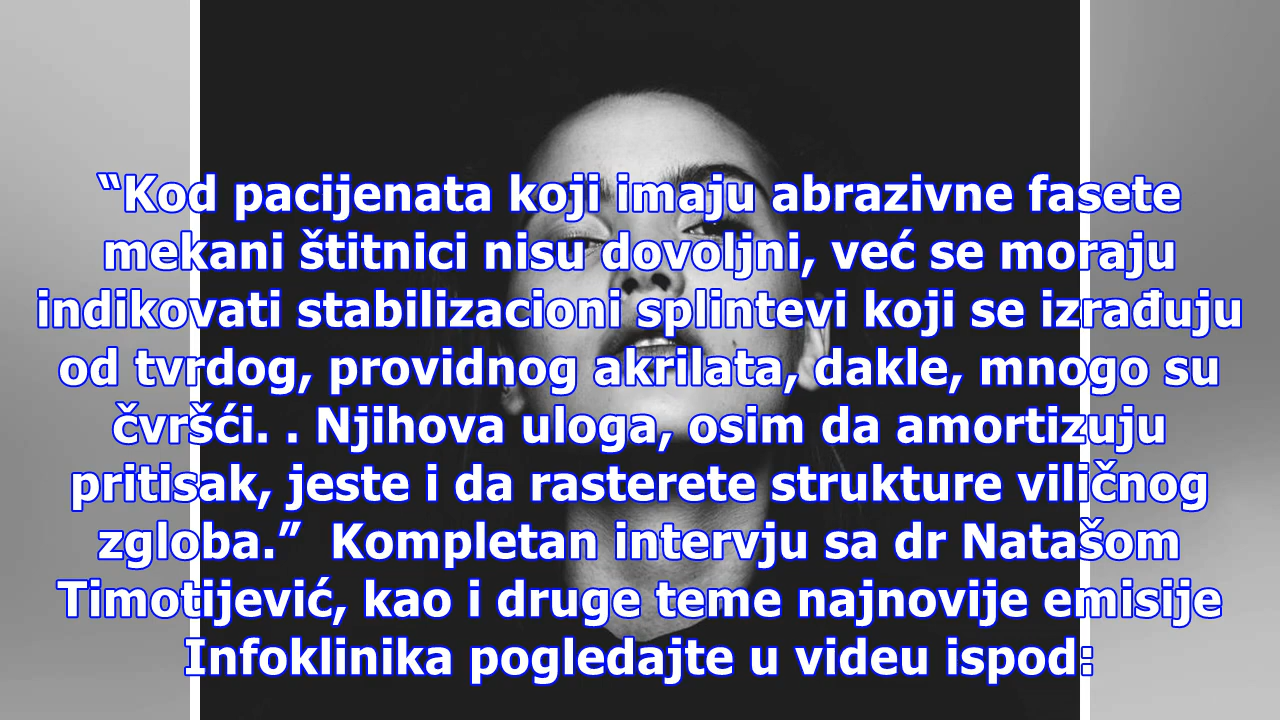 “Kod pacijenata koji imaju abrazivne fasete
mekani štitnici nisu dovoljni, već se moraju
indikovati stabilizacioni splintevi koji se izrađuju
od tvrdog, providnog akrilata, dakle, mnogo su
čvršći. . Njihova uloga, osim da amortizuju
pritisak, jeste i da rasterete strukture viličnog
zgloba.”  Kompletan intervju sa dr Natašom
Timotijević, kao i druge teme najnovije emisije
Infoklinika pogledajte u videu ispod: